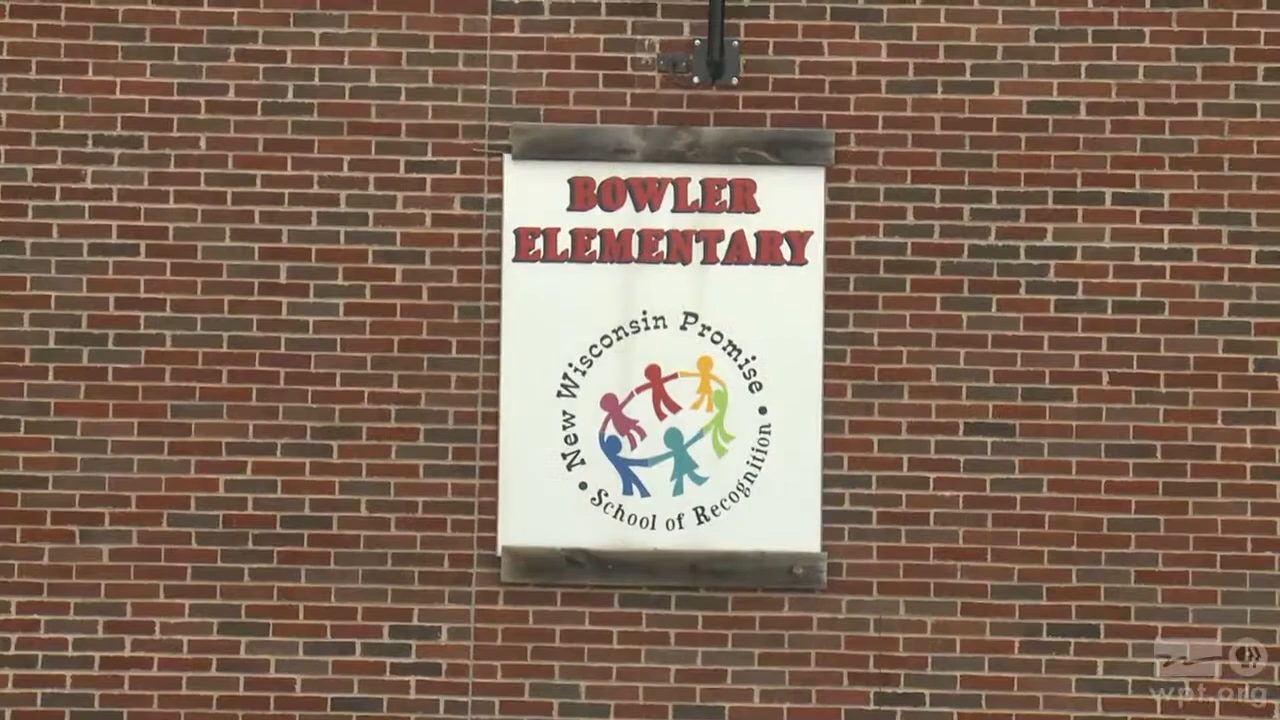 BOWLER
ELEMENTARY
New Wisconsin Promise
• School of Recognition •
wpt.org